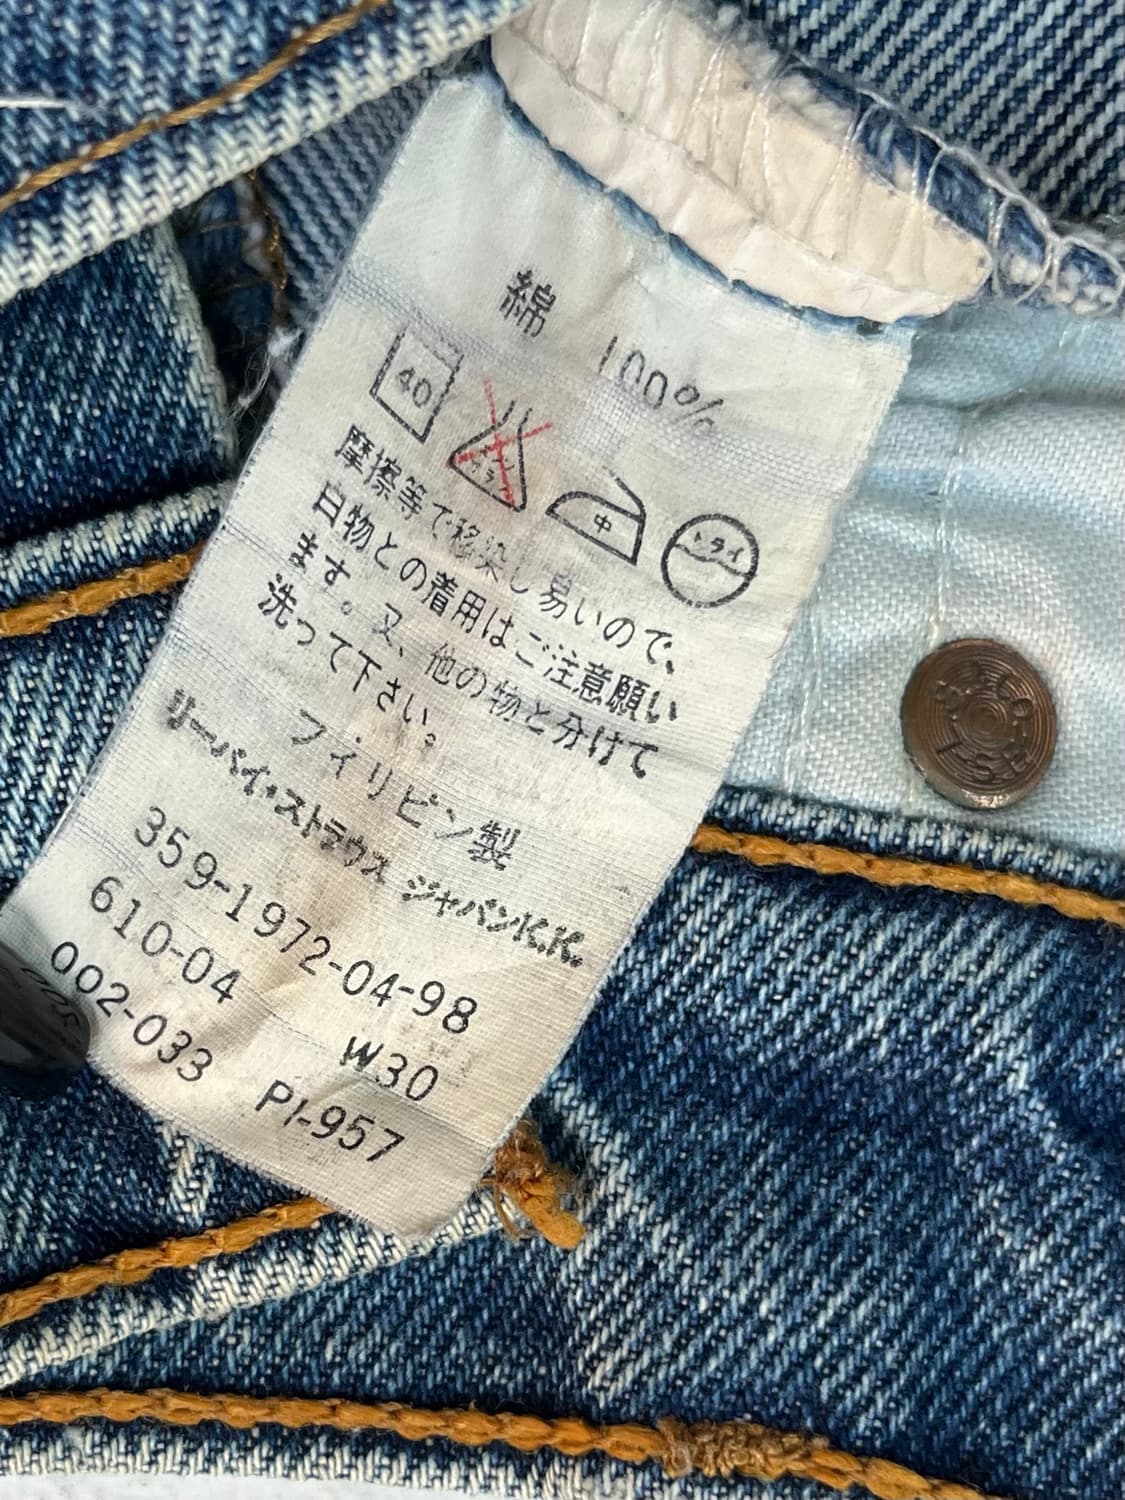 綿 100%
40
中
ドライ
摩擦等で移染し易いので、
白物との着用はご注意願い
ます。又、他の物と分けて
洗って下さい。
フィリピン製
リーバイ・ストラウス ジャパンK.K.
359-1972-04-98
610-04 W30
002-033 PI-957